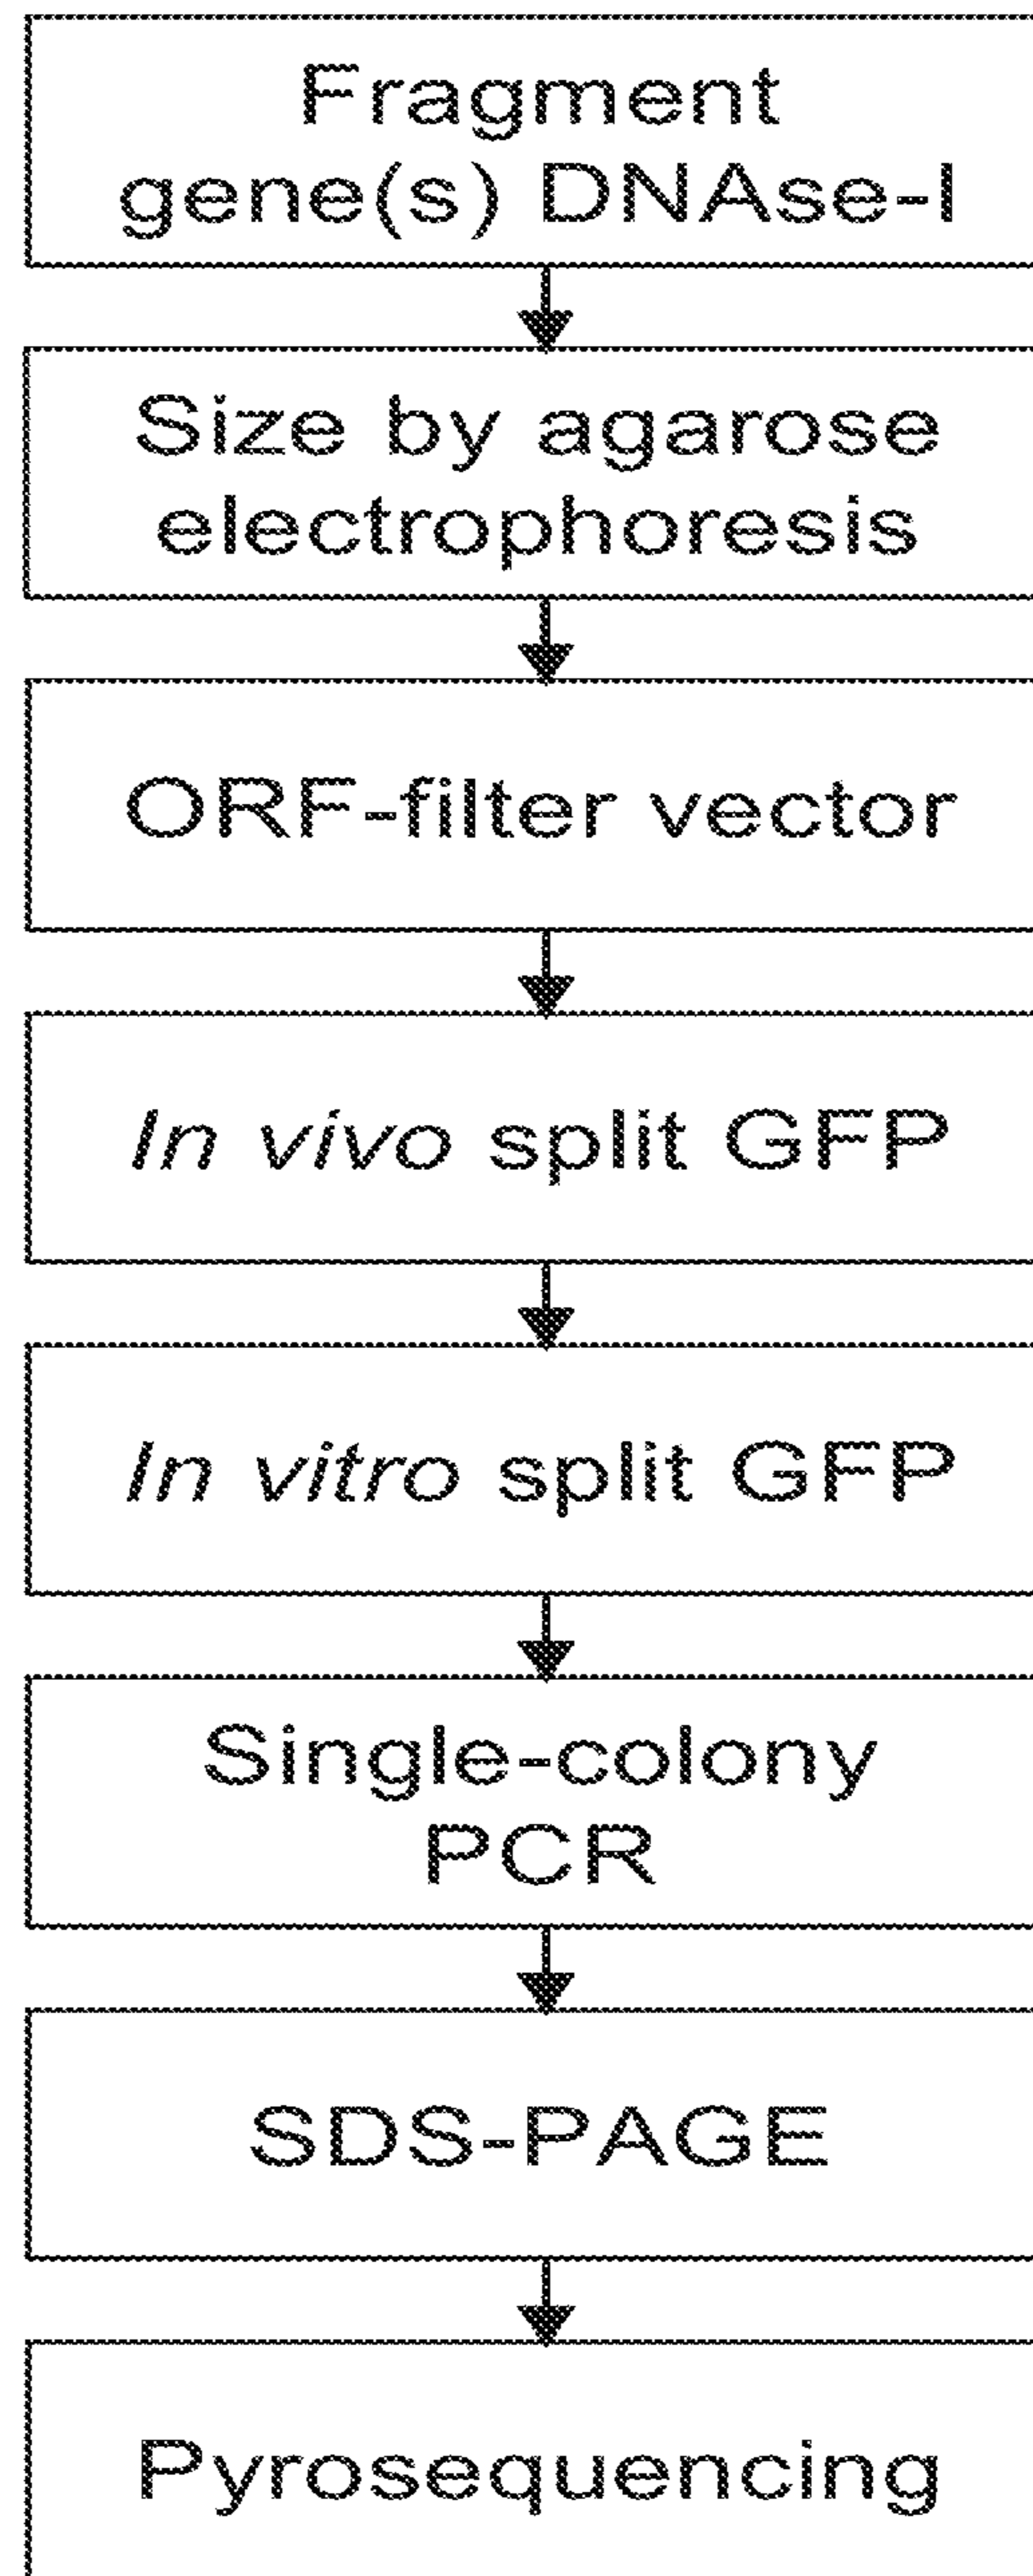 Fragment
gene(s) DNAse-I
Size by agarose
electrophoresis
ORF-filter vector
In vivo split GFP
In vitro split GFP
Single-colony
PCR
SDS-PAGE
Pyrosequencing